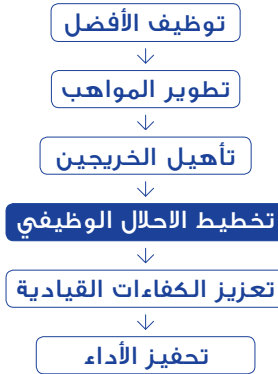 توظيف الأفضل
تطوير المواهب
تأهيل الخريجين
تخطيط الاحلال الوظيفي
تعزيز الكفاءات القيادية
تحفيز الأداء